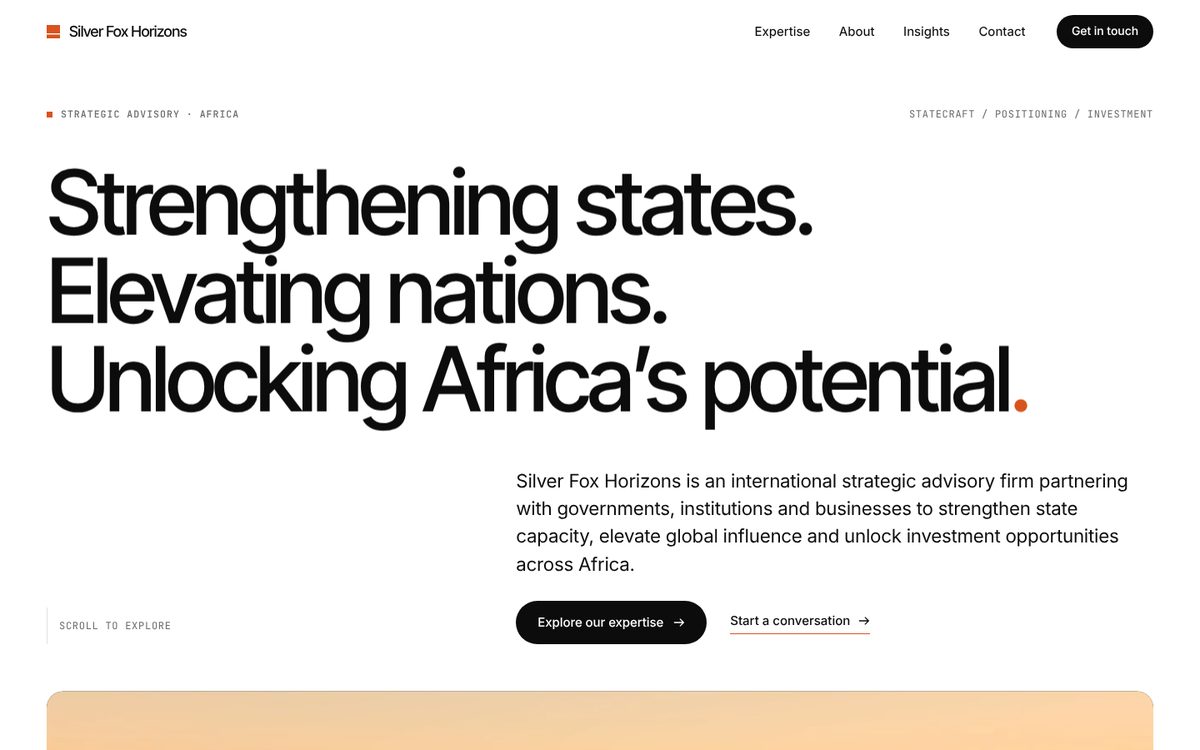 Silver Fox Horizons
Expertise
About
Insights
Contact
Get in touch
STRATEGIC ADVISORY · AFRICA
STATECRAFT / POSITIONING / INVESTMENT
Strengthening states.
Elevating nations.
Unlocking Africa’s potential.
Silver Fox Horizons is an international strategic advisory firm partnering
with governments, institutions and businesses to strengthen state
capacity, elevate global influence and unlock investment opportunities
across Africa.
SCROLL TO EXPLORE
Explore our expertise →
Start a conversation →